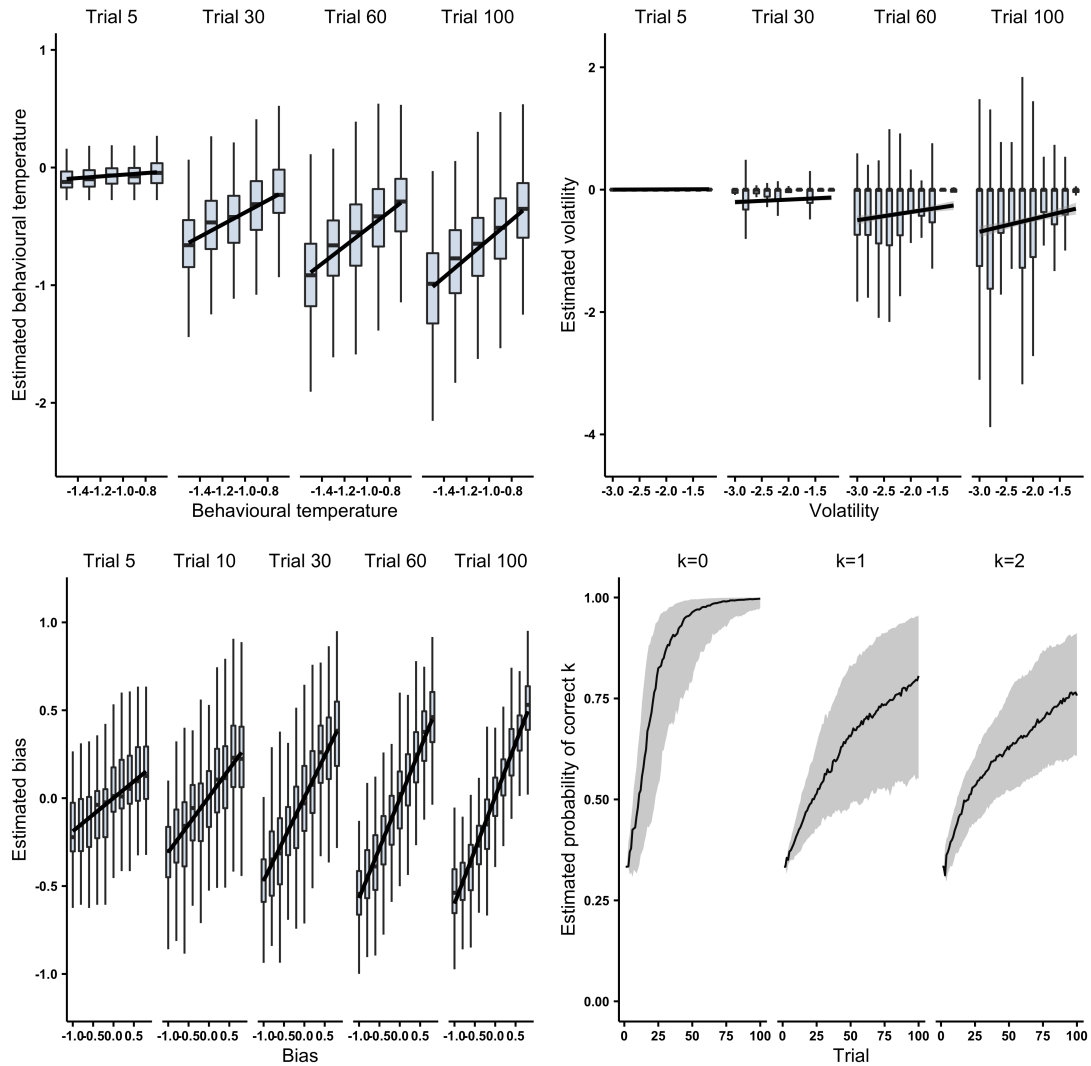 Trial 5 Trial 30 Trial 60 Trial 100
Estimated behavioural temperature
1
0
-1
-2
-1.4-1.2-1.0-0.8 -1.4-1.2-1.0-0.8 -1.4-1.2-1.0-0.8 -1.4-1.2-1.0-0.8
Behavioural temperature
Trial 5 Trial 30 Trial 60 Trial 100
Estimated volatility
2
0
-2
-4
-3.0 -2.5 -2.0 -1.5 -3.0 -2.5 -2.0 -1.5 -3.0 -2.5 -2.0 -1.5 -3.0 -2.5 -2.0 -1.5
Volatility
Trial 5 Trial 10 Trial 30 Trial 60 Trial 100
Estimated bias
1.0
0.5
0.0
-0.5
-1.0
-1.0-0.50.0 0.5 -1.0-0.50.0 0.5 -1.0-0.50.0 0.5 -1.0-0.50.0 0.5 -1.0-0.50.0 0.5
Bias
k=0 k=1 k=2
Estimated probability of correct k
1.00
0.75
0.50
0.25
0.00
0 25 50 75 100 0 25 50 75 100 0 25 50 75 100
Trial